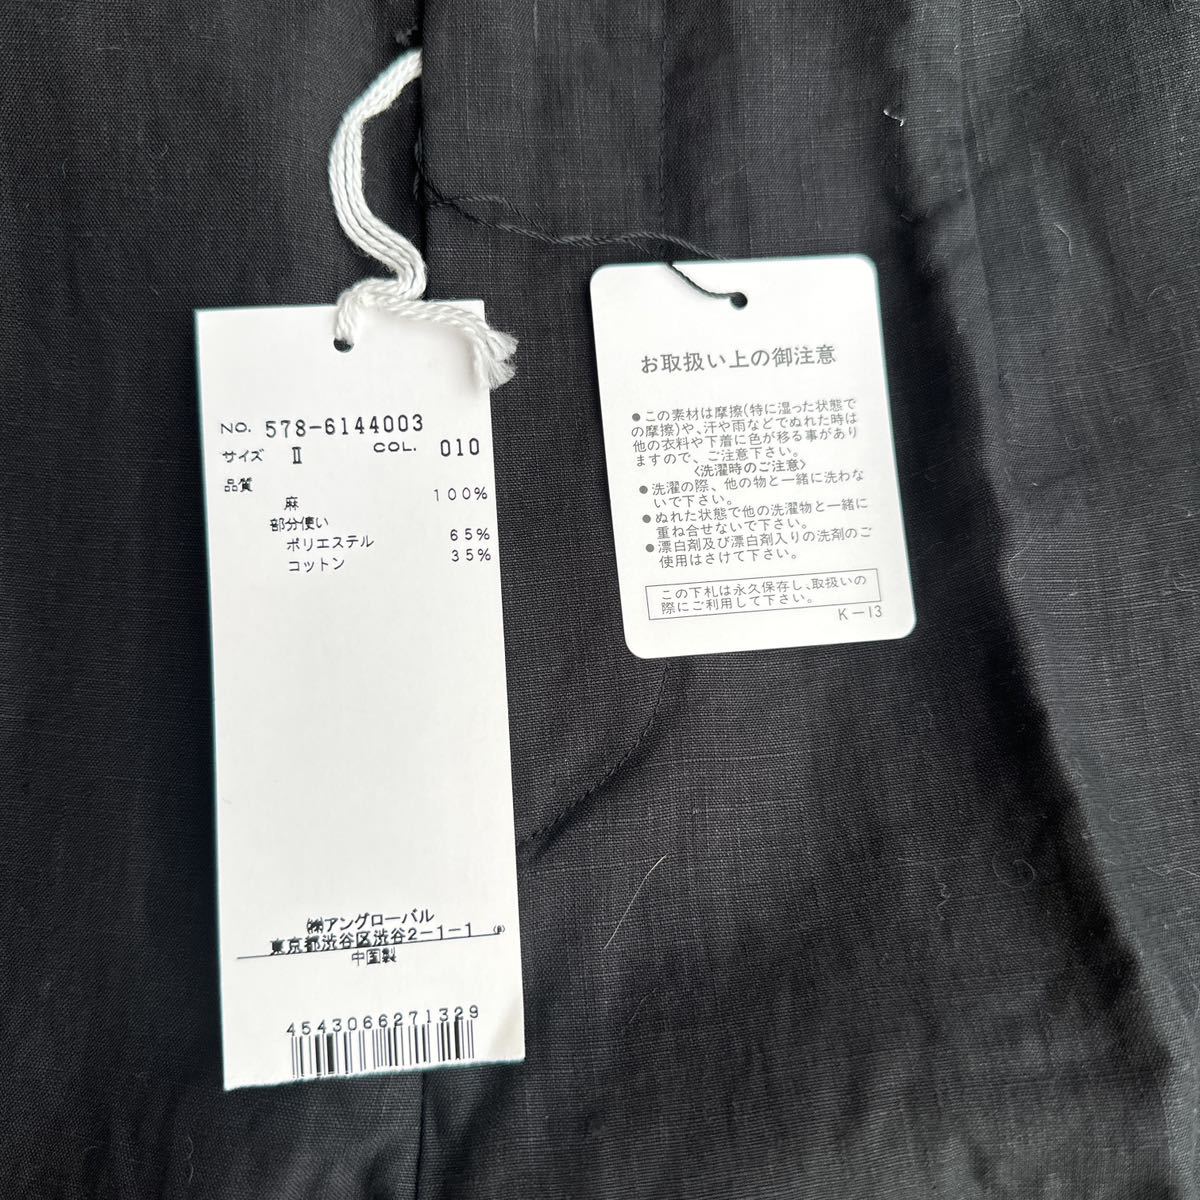 NO. 578-6144003
サイズ Ⅱ COL. 010
品質
麻 100%
部分使い
ポリエステル 65%
コットン 35%
㈱アングローバル
東京都渋谷区渋谷2-1-1
中国製
4543066271329
お取扱い上の御注意
●この素材は摩擦(特に湿った状態で
の摩擦)や、汗や雨などでぬれた時は
他の衣料や下着に色が移る事があり
ますので、ご注意下さい。
〈洗濯時のご注意〉
●洗濯の際、他の物と一緒に洗わな
いで下さい。
●ぬれた状態で他の洗濯物と一緒に
重ね合せないで下さい。
●漂白剤及び漂白剤入りの洗剤のご
使用はさけて下さい。
この下札は永久保存し、取扱いの
際にご利用して下さい。
K-13